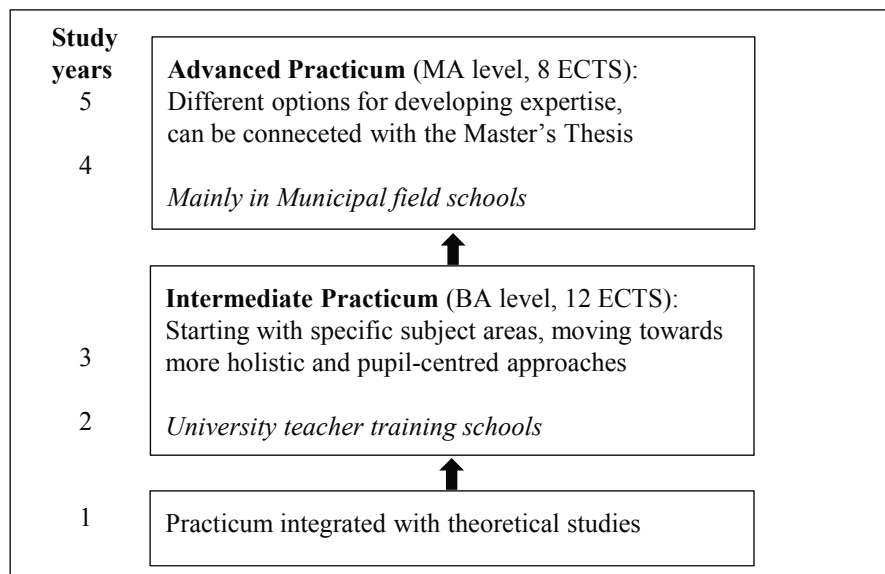 Study
years
5
4
3
2
1
Advanced Practicum (MA level, 8 ECTS):
Different options for developing expertise,
can be conneceted with the Master's Thesis
Mainly in Municipal field schools
Intermediate Practicum (BA level, 12 ECTS):
Starting with specific subject areas, moving towards
more holistic and pupil-centred approaches
University teacher training schools
Practicum integrated with theoretical studies